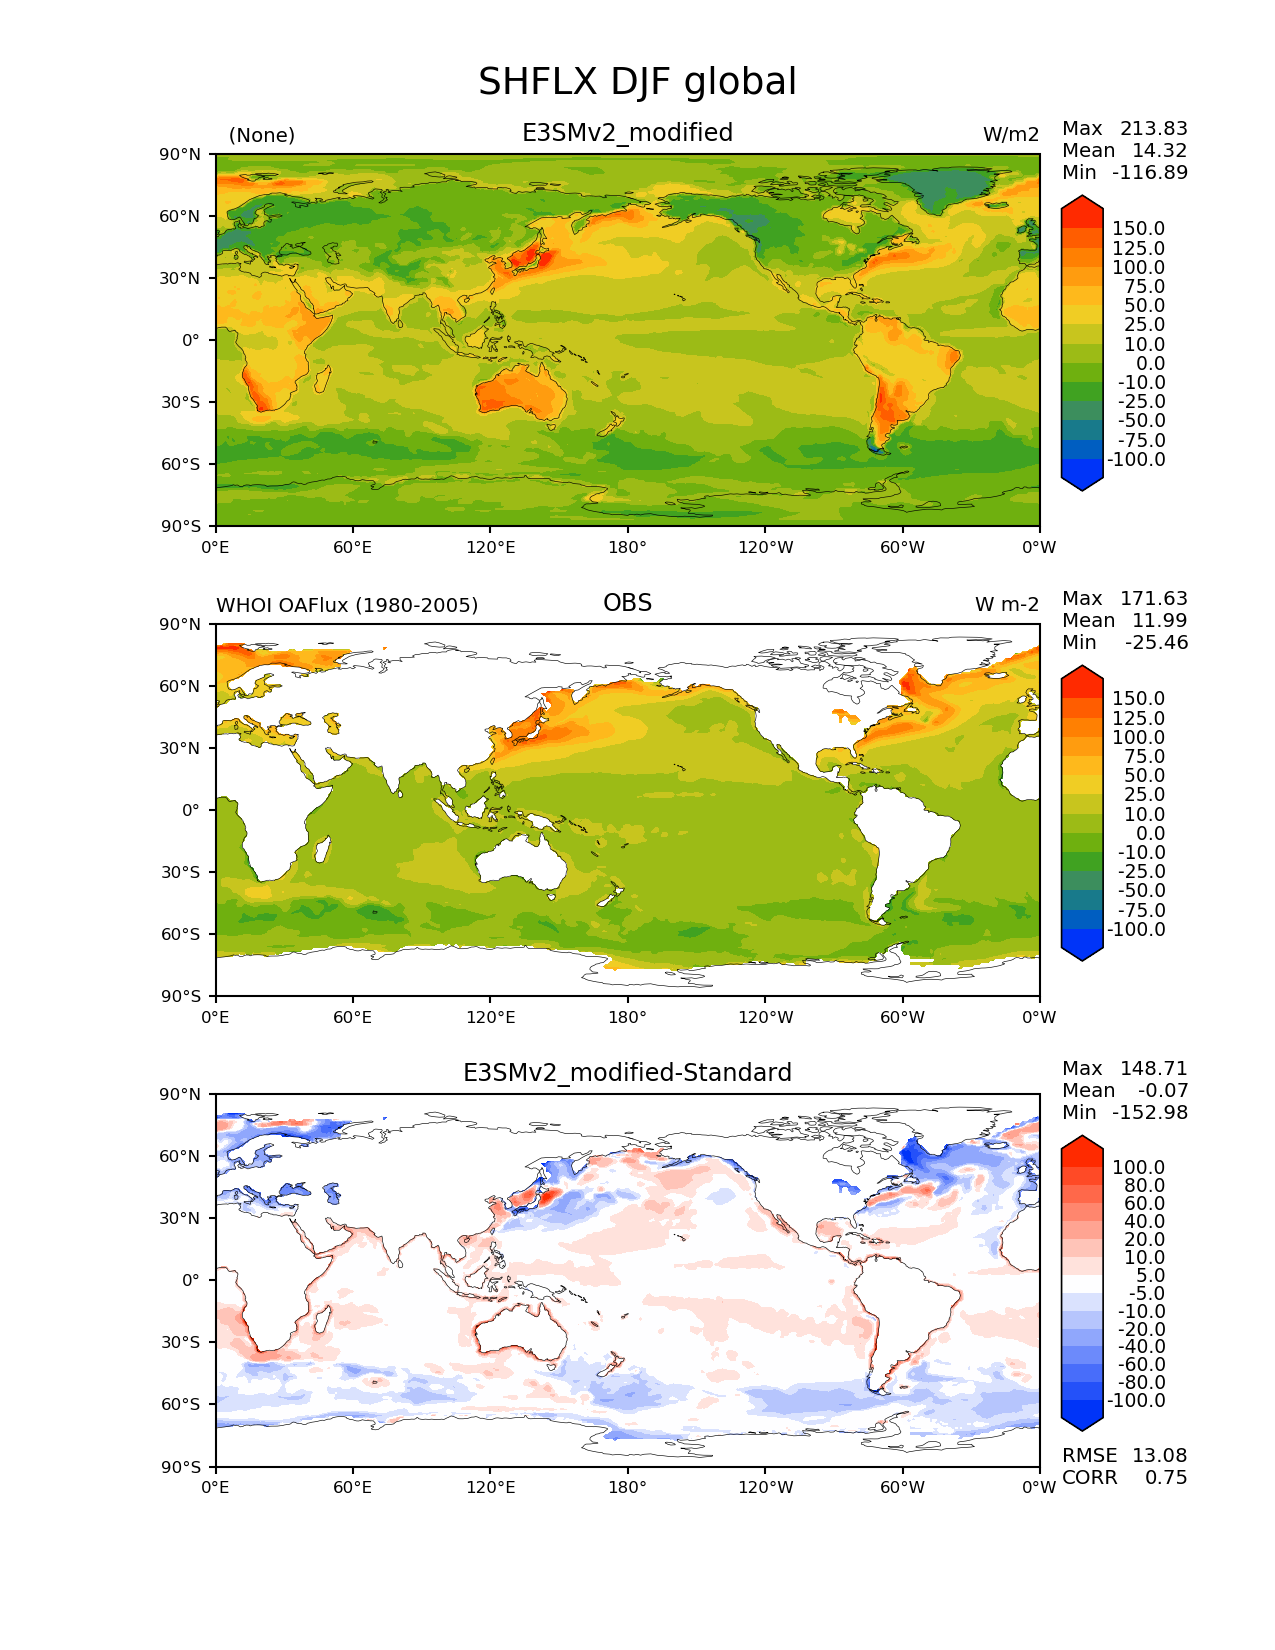 SHFLX DJF global
(None) E3SMv2_modified W/m2
Max 213.83
Mean 14.32
Min -116.89
90°N
60°N
30°N
0°
30°S
60°S
90°S
0°E 60°E 120°E 180° 120°W 60°W 0°W
150.0
125.0
100.0
75.0
50.0
25.0
10.0
0.0
-10.0
-25.0
-50.0
-75.0
-100.0
WHOI OAFlux (1980-2005) OBS W m-2
Max 171.63
Mean 11.99
Min -25.46
90°N
60°N
30°N
0°
30°S
60°S
90°S
0°E 60°E 120°E 180° 120°W 60°W 0°W
150.0
125.0
100.0
75.0
50.0
25.0
10.0
0.0
-10.0
-25.0
-50.0
-75.0
-100.0
E3SMv2_modified-Standard
Max 148.71
Mean -0.07
Min -152.98
90°N
60°N
30°N
0°
30°S
60°S
90°S
0°E 60°E 120°E 180° 120°W 60°W 0°W
100.0
80.0
60.0
40.0
20.0
10.0
5.0
-5.0
-10.0
-20.0
-40.0
-60.0
-80.0
-100.0
RMSE 13.08
CORR 0.75